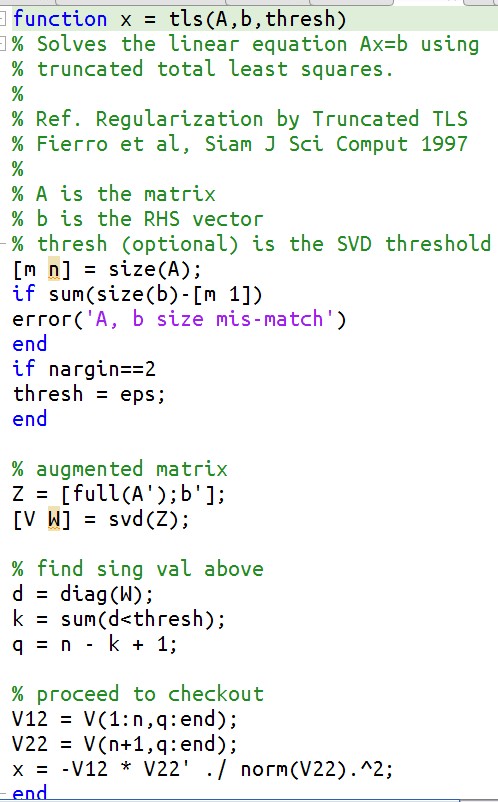 function x = tls(A,b,thresh)
% Solves the linear equation Ax=b using
% truncated total least squares.
%
% Ref. Regularization by Truncated TLS
% Fierro et al, Siam J Sci Comput 1997
%
% A is the matrix
% b is the RHS vector
% thresh (optional) is the SVD threshold
[m n] = size(A);
if sum(size(b)-[m 1])
error('A, b size mis-match')
end
if nargin==2
thresh = eps;
end
% augmented matrix
Z = [full(A');b'];
[V W] = svd(Z);
% find sing val above
d = diag(W);
k = sum(d<thresh);
q = n - k + 1;
% proceed to checkout
V12 = V(1:n,q:end);
V22 = V(n+1,q:end);
x = -V12 * V22' ./ norm(V22).^2;
end